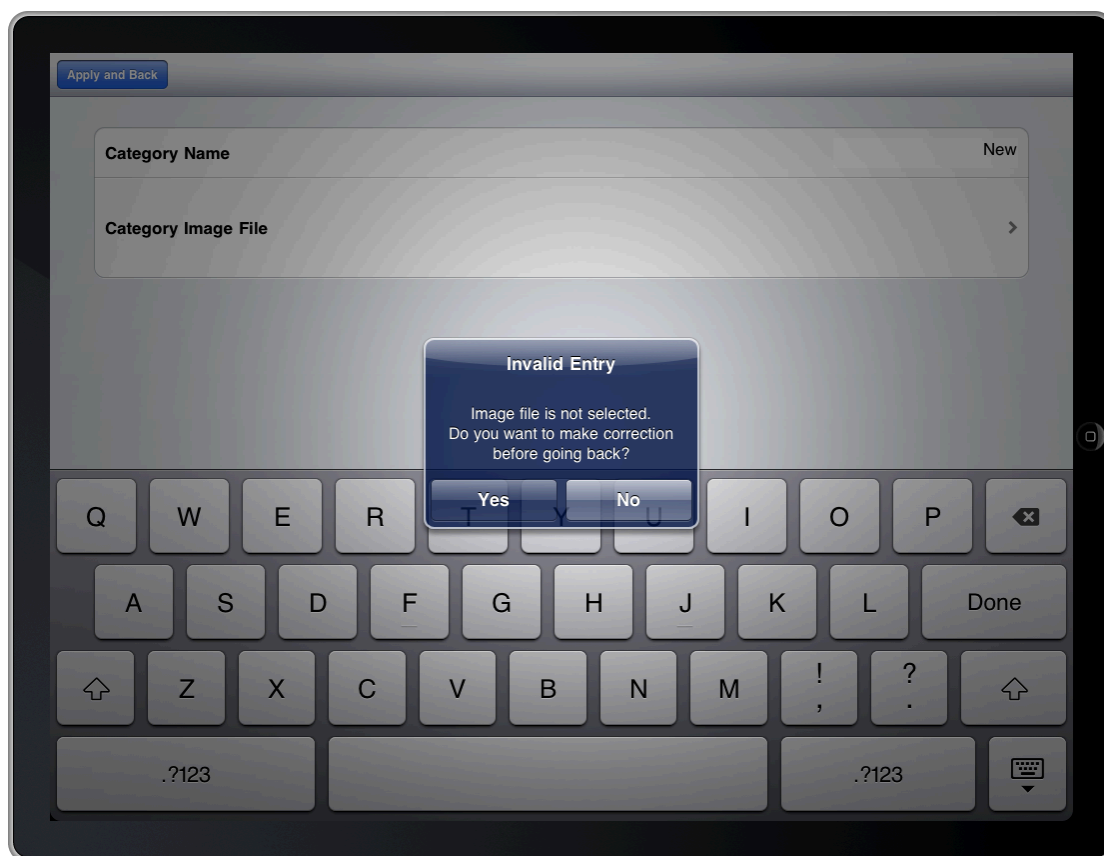 Apply and Back
Category Name New
Category Image File
Invalid Entry
Image file is not selected.
Do you want to make correction
before going back?
Yes No
Q W E R T Y U I O P
A S D F G H J K L Done
Z X C V B N M ! , ? .
.?123 .?123